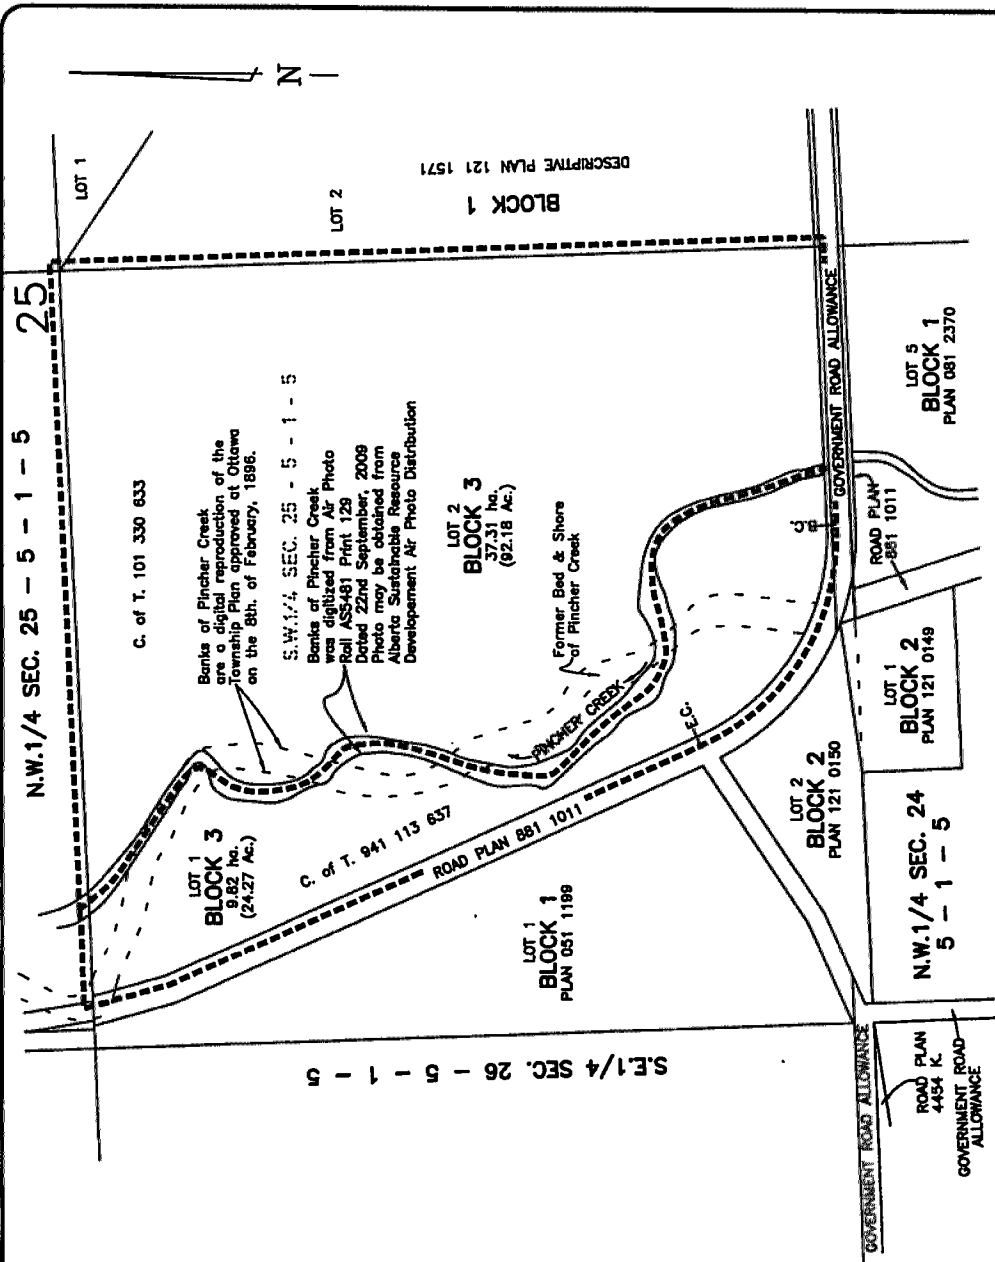 N
LOT 1
DESCRIPTIVE PLAN 121 1571
BLOCK 1
LOT 2
25
N.W.1/4 SEC. 25 - 5 - 1 - 5
C. of T. 101 330 633
Banks of Pincher Creek
are a digital reproduction of the
Township Plan approved at Ottawa
on the 8th. of February, 1896.
S.W.1/4 SEC. 25 - 5 - 1 - 5
Banks of Pincher Creek
was digitized from Air Photo
Roll AS5481 Print 129
Dated 22nd September, 2009
Photo may be obtained from
Alberta Sustainable Resource
Developement Air Photo Distribution
LOT 2
BLOCK 3
37.31 ha.
(92.18 Ac.)
Former Bed & Shore
of Pincher Creek
PINCHER CREEK
GOVERNMENT ROAD ALLOWANCE
LOT 5
BLOCK 1
PLAN 081 2370
B.C.
ROAD PLAN
881 1011
E.C.
LOT 1
BLOCK 2
PLAN 121 0149
LOT 2
BLOCK 2
PLAN 121 0150
LOT 1
BLOCK 3
9.82 ha.
(24.27 Ac.)
C. of T. 941 113 637
ROAD PLAN 881 1011
LOT 1
BLOCK 1
PLAN 051 1199
N.W.1/4 SEC. 24
5 - 1 - 5
S.E.1/4 SEC. 26 - 5 - 1 - 5
GOVERNMENT ROAD ALLOWANCE
ROAD PLAN
4454 K.
GOVERNMENT ROAD
ALLOWANCE